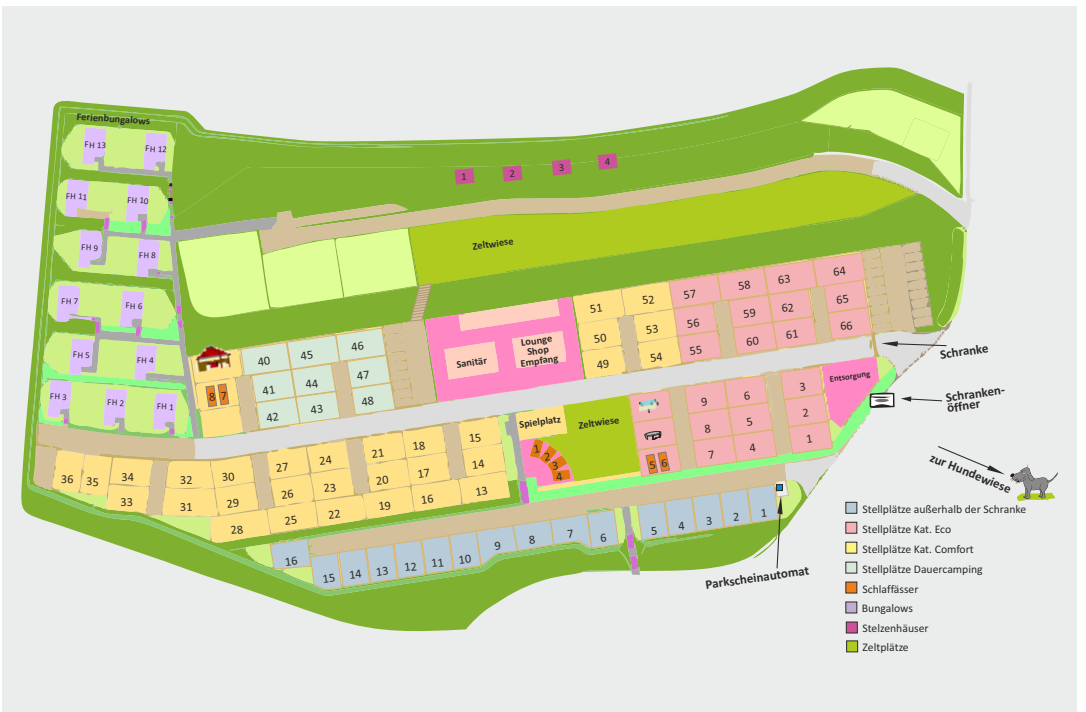 Ferienbungalows
FH 13
FH 12
FH 11
FH 10
FH 9
FH 8
FH 7
FH 6
FH 5
FH 4
FH 3
FH 2
FH 1
1
2
3
4
Zeltwiese
51
52
57
58
63
64
50
53
56
59
62
65
49
54
55
60
61
66
Sanitär
Lounge
Shop
Empfang
40
45
46
41
44
47
42
43
48
8
7
Schranke
Schranken-
öffner
Entsorgung
Spielplatz
Zeltwiese
1
2
3
4
5
6
9
6
3
8
5
2
7
4
1
36
35
34
33
32
31
30
29
28
27
26
25
24
23
22
21
20
19
18
17
16
15
14
13
16
15
14
13
12
11
10
9
8
7
6
5
4
3
2
1
zur Hundewiese
Parkscheinautomat
Stellplätze außerhalb der Schranke
Stellplätze Kat. Eco
Stellplätze Kat. Comfort
Stellplätze Dauercamping
Schlaffässer
Bungalows
Stelzenhäuser
Zeltplätze